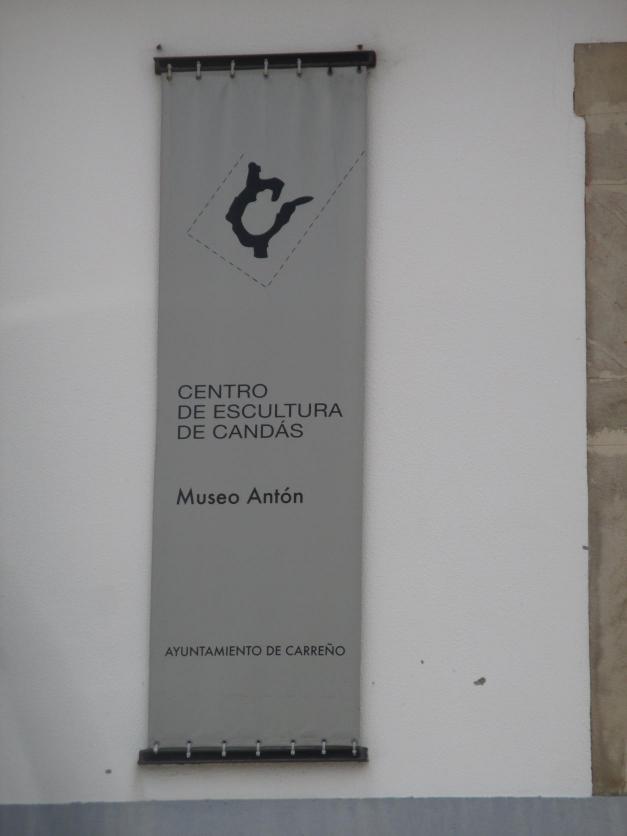 CENTRO
DE ESCULTURA
DE CANDÁS
Museo Antón
AYUNTAMIENTO DE CARREÑO